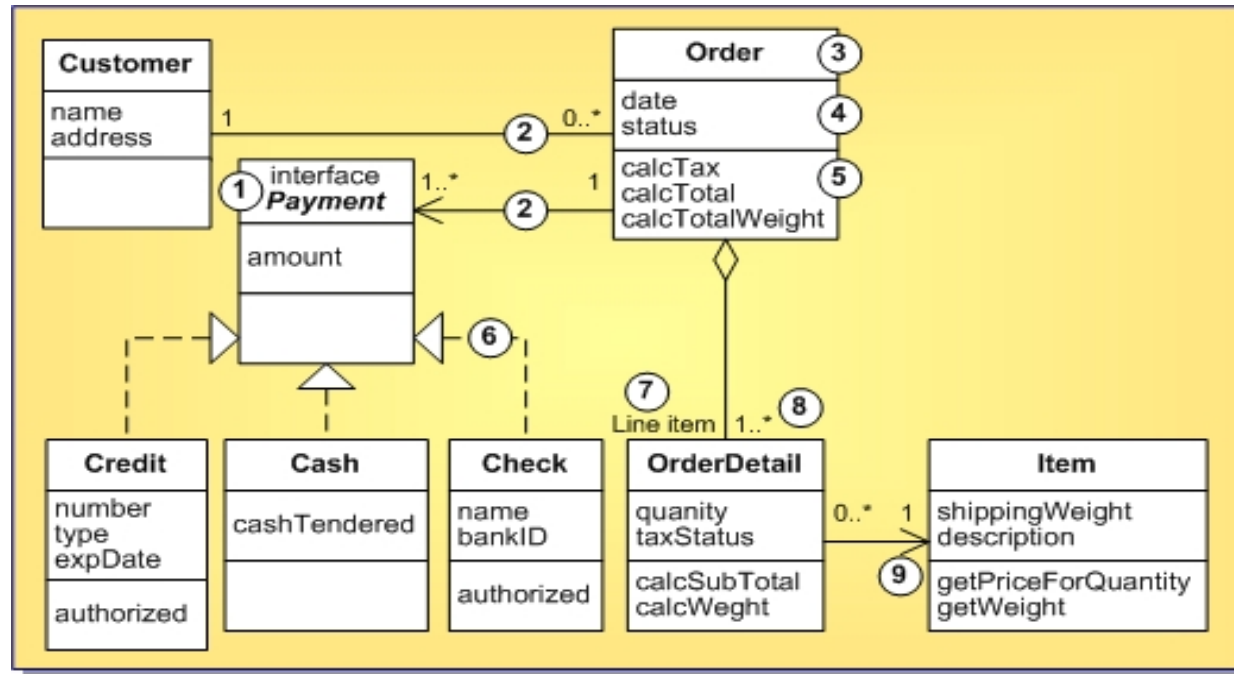 Customer
name
address
1
2
0..*
Order
3
date
status
4
calcTax
calcTotal
calcTotalWeight
5
1
interface
Payment
amount
1..*
2
1
6
7
Line item
1..*
8
Credit
number
type
expDate
authorized
Cash
cashTendered
Check
name
bankID
authorized
OrderDetail
quanity
taxStatus
calcSubTotal
calcWeght
0..*
1
9
Item
shippingWeight
description
getPriceForQuantity
getWeight